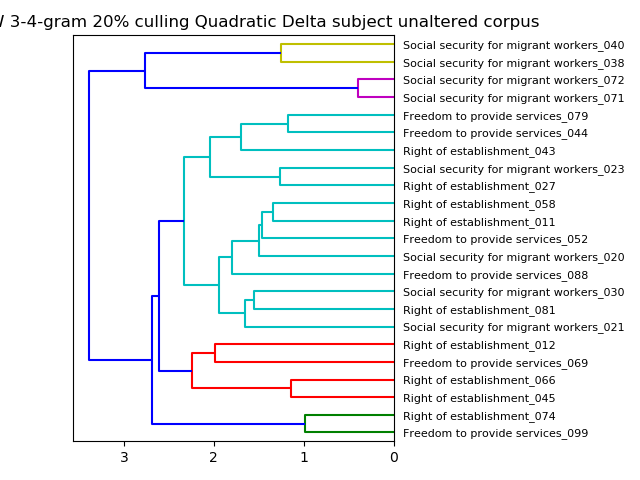 3-4-gram 20% culling Quadratic Delta subject unaltered corpus
Social security for migrant workers_040
Social security for migrant workers_038
Social security for migrant workers_072
Social security for migrant workers_071
Freedom to provide services_079
Freedom to provide services_044
Right of establishment_043
Social security for migrant workers_023
Right of establishment_027
Right of establishment_058
Right of establishment_011
Freedom to provide services_052
Social security for migrant workers_020
Freedom to provide services_088
Social security for migrant workers_030
Right of establishment_081
Social security for migrant workers_021
Right of establishment_012
Freedom to provide services_069
Right of establishment_066
Right of establishment_045
Right of establishment_074
Freedom to provide services_099
3 2 1 0